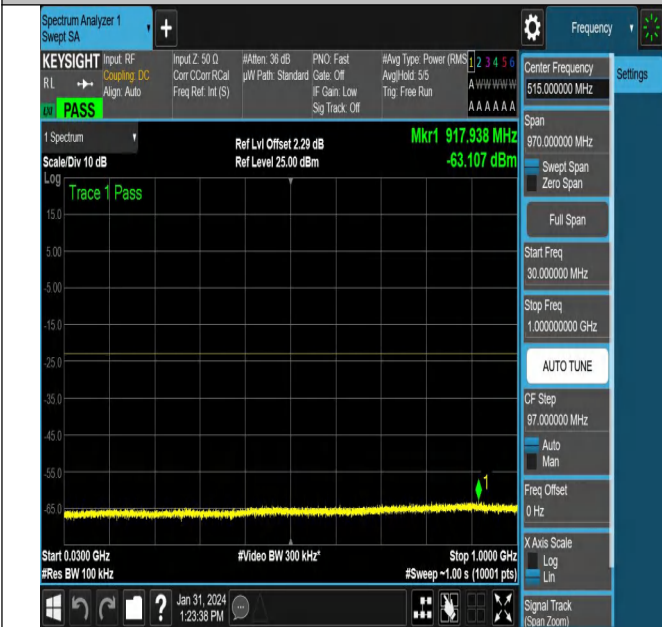 Spectrum Analyzer 1
Swept SA
Frequency
KEYSIGHT
Input: RF
Coupling: DC
Align: Auto
Input Z: 50 Ω
Corr CCorr RCal
Freq Ref: Int (S)
#Atten: 36 dB
µW Path: Standard
PNO: Fast
Gate: Off
IF Gain: Low
Sig Track: Off
#Avg Type: Power (RMS
Avg|Hold: 5/5
Trig: Free Run
1 2 3 4 5 6
A W W W W W
A A A A A A
RL
LXI
PASS
Center Frequency
515.000000 MHz
Settings
Span
970.000000 MHz
Swept Span
Zero Span
Full Span
Start Freq
30.000000 MHz
Stop Freq
1.000000000 GHz
AUTO TUNE
CF Step
97.000000 MHz
Auto
Man
Freq Offset
0 Hz
X Axis Scale
Log
Lin
Signal Track
(Span Zoom)
1 Spectrum
Scale/Div 10 dB
Log
Ref Lvl Offset 2.29 dB
Ref Level 25.00 dBm
Mkr1 917.938 MHz
-63.107 dBm
Trace 1 Pass
15.0
5.00
-5.00
-15.0
-25.0
-35.0
-45.0
-55.0
-65.0
1
Start 0.0300 GHz
#Res BW 100 kHz
#Video BW 300 kHz*
Stop 1.0000 GHz
#Sweep ~1.00 s (10001 pts)
?
Jan 31, 2024
1:23:38 PM